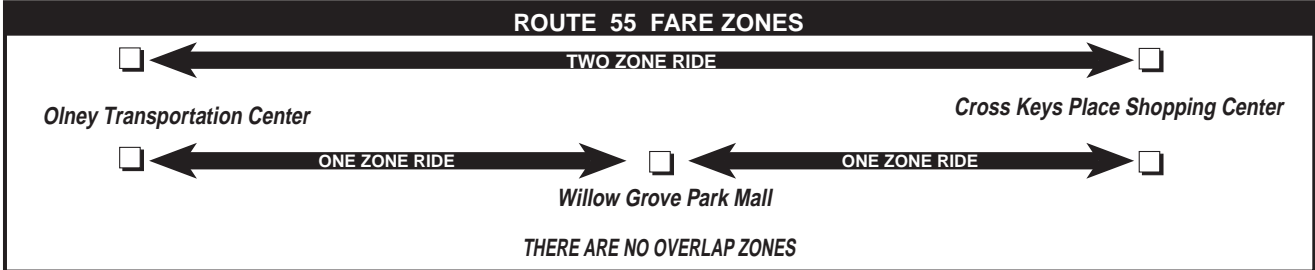 ROUTE 55 FARE ZONES
TWO ZONE RIDE
Olney Transportation Center
Cross Keys Place Shopping Center
ONE ZONE RIDE
ONE ZONE RIDE
Willow Grove Park Mall
THERE ARE NO OVERLAP ZONES